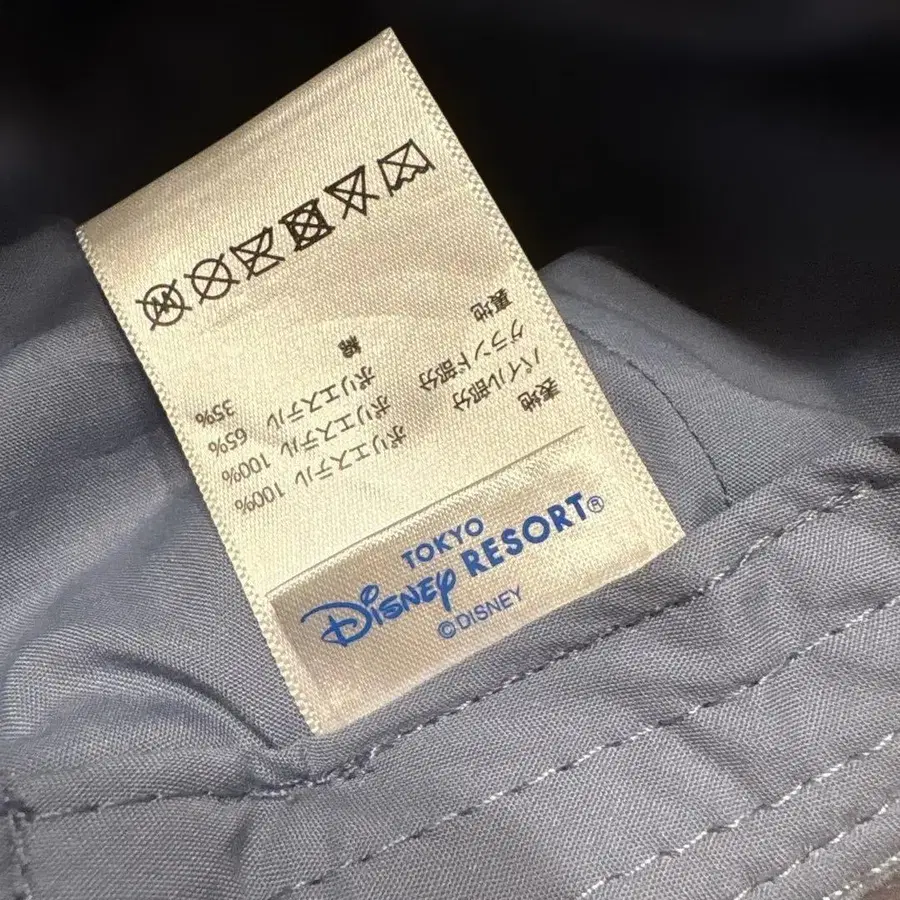 表地
パイル部分 ポリエステル 100%
グランド部分 ポリエステル 100%
裏地 ポリエステル 65%
綿 35%
TOKYO
Disney RESORT®
©DISNEY